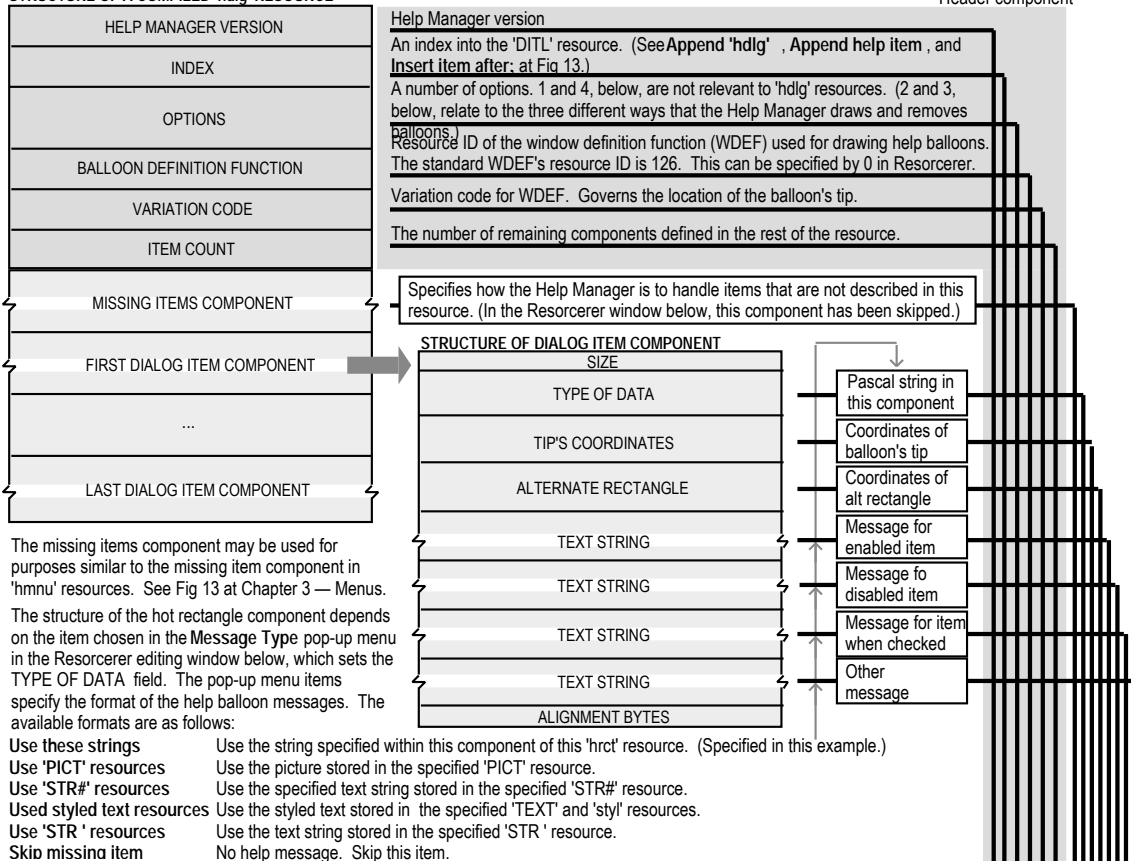 STRUCTURE OF A COMPILED 'hdlg' RESOURCE
Header component
HELP MANAGER VERSION
Help Manager version
INDEX
An index into the 'DITL' resource. (See Append 'hdlg' , Append help item , and
Insert item after; at Fig 13.)
OPTIONS
A number of options. 1 and 4, below, are not relevant to 'hdlg' resources. (2 and 3,
below, relate to the three different ways that the Help Manager draws and removes
balloons.)
BALLOON DEFINITION FUNCTION
Resource ID of the window definition function (WDEF) used for drawing help balloons.
The standard WDEF's resource ID is 126. This can be specified by 0 in Resorcerer.
VARIATION CODE
Variation code for WDEF. Governs the location of the balloon's tip.
ITEM COUNT
The number of remaining components defined in the rest of the resource.
MISSING ITEMS COMPONENT
Specifies how the Help Manager is to handle items that are not described in this
resource. (In the Resorcerer window below, this component has been skipped.)
FIRST DIALOG ITEM COMPONENT
...
LAST DIALOG ITEM COMPONENT
STRUCTURE OF DIALOG ITEM COMPONENT
SIZE
TYPE OF DATA
Pascal string in
this component
TIP'S COORDINATES
Coordinates of
balloon's tip
ALTERNATE RECTANGLE
Coordinates of
alt rectangle
TEXT STRING
Message for
enabled item
TEXT STRING
Message fo
disabled item
TEXT STRING
Message for item
when checked
TEXT STRING
Other
message
ALIGNMENT BYTES
The missing items component may be used for
purposes similar to the missing item component in
'hmnu' resources. See Fig 13 at Chapter 3 — Menus.
The structure of the hot rectangle component depends
on the item chosen in the Message Type pop-up menu
in the Resorcerer editing window below, which sets the
TYPE OF DATA field. The pop-up menu items
specify the format of the help balloon messages. The
available formats are as follows:
Use these strings Use the string specified within this component of this 'hrct' resource. (Specified in this example.)
Use 'PICT' resources Use the picture stored in the specified 'PICT' resource.
Use 'STR#' resources Use the specified text string stored in the specified 'STR#' resource.
Used styled text resources Use the styled text stored in the specified 'TEXT' and 'styl' resources.
Use 'STR ' resources Use the text string stored in the specified 'STR ' resource.
Skip missing item No help message. Skip this item.